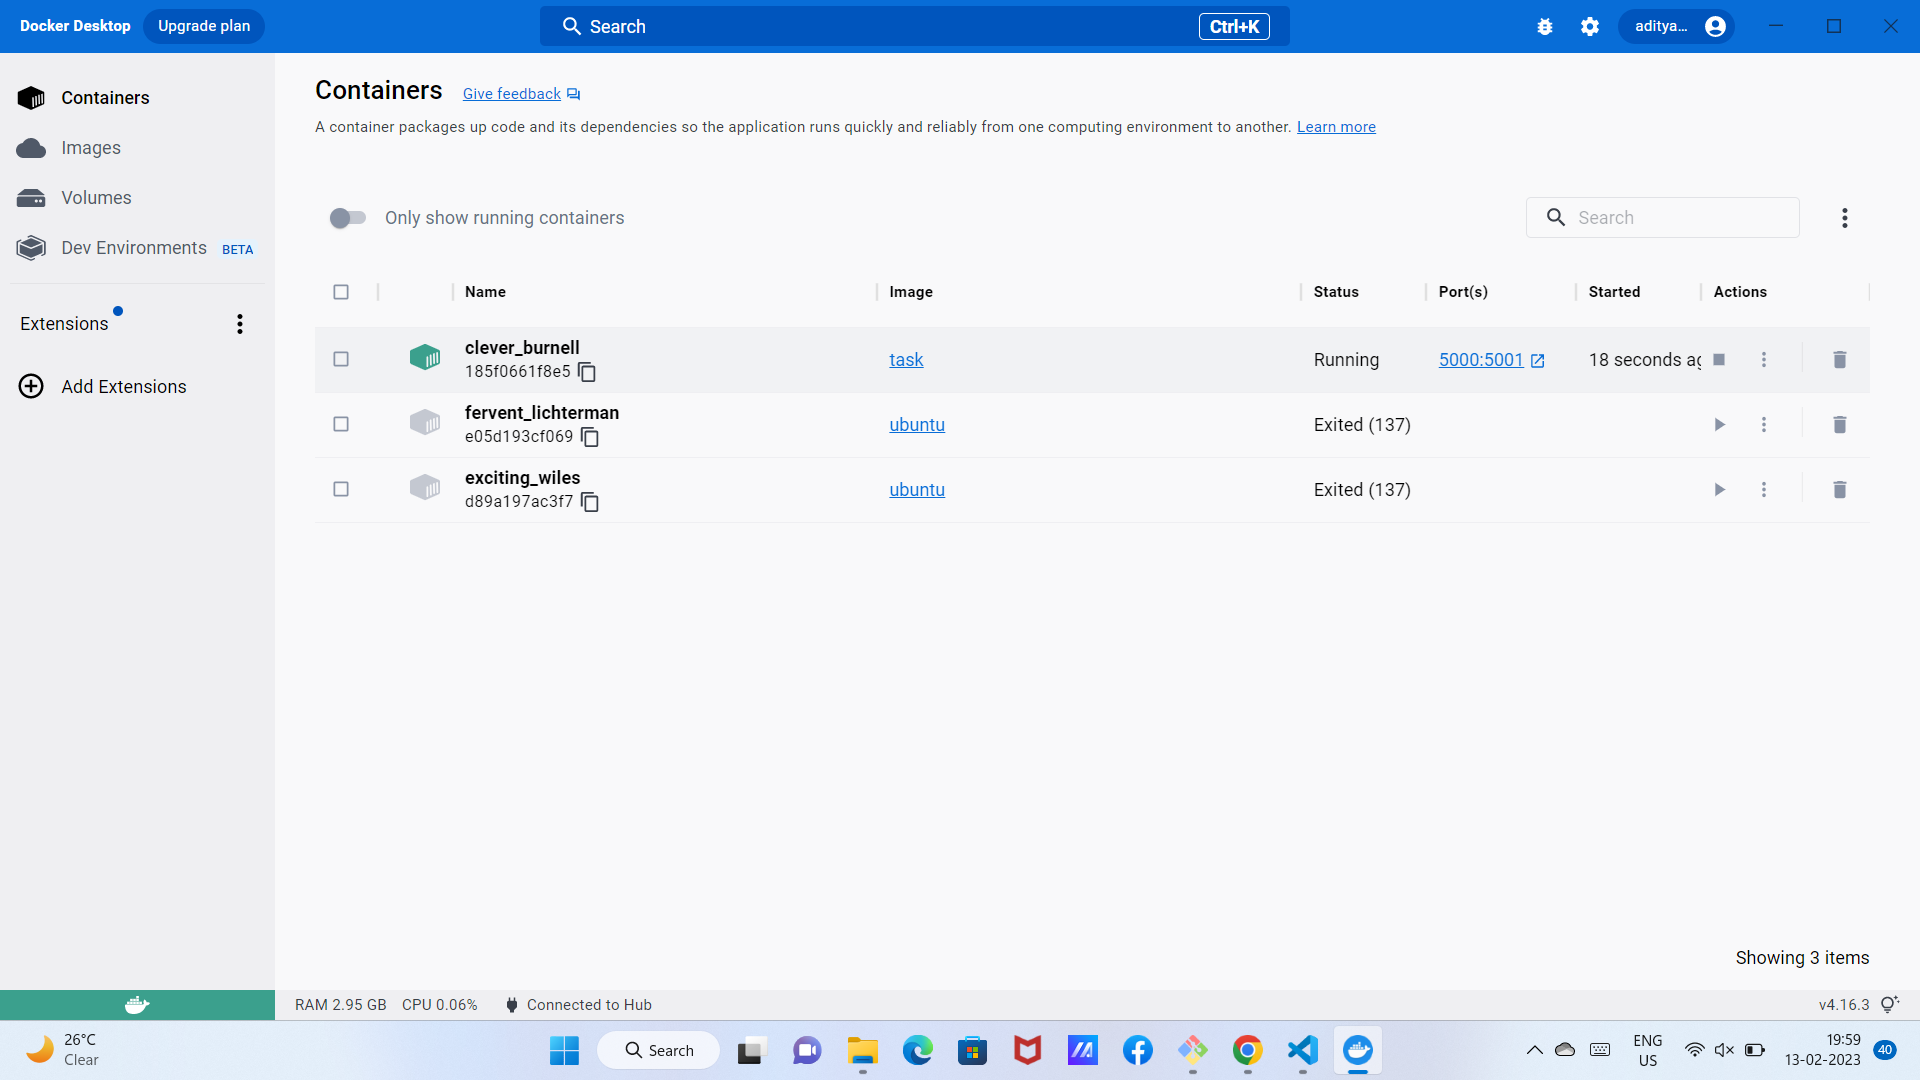 Docker Desktop Upgrade plan Search Ctrl+K aditya...
Containers
Images
Volumes
Dev Environments BETA
Extensions
Add Extensions
Containers Give feedback
A container packages up code and its dependencies so the application runs quickly and reliably from one computing environment to another. Learn more
Only show running containers Search
Name Image Status Port(s) Started Actions
clever_burnell
185f0661f8e5 task Running 5000:5001 18 seconds ag
fervent_lichterman
e05d193cf069 ubuntu Exited (137)
exciting_wiles
d89a197ac3f7 ubuntu Exited (137)
Showing 3 items
RAM 2.95 GB CPU 0.06% Connected to Hub v4.16.3
26°C
Clear
Search
ENG
US
19:59
13-02-2023
40